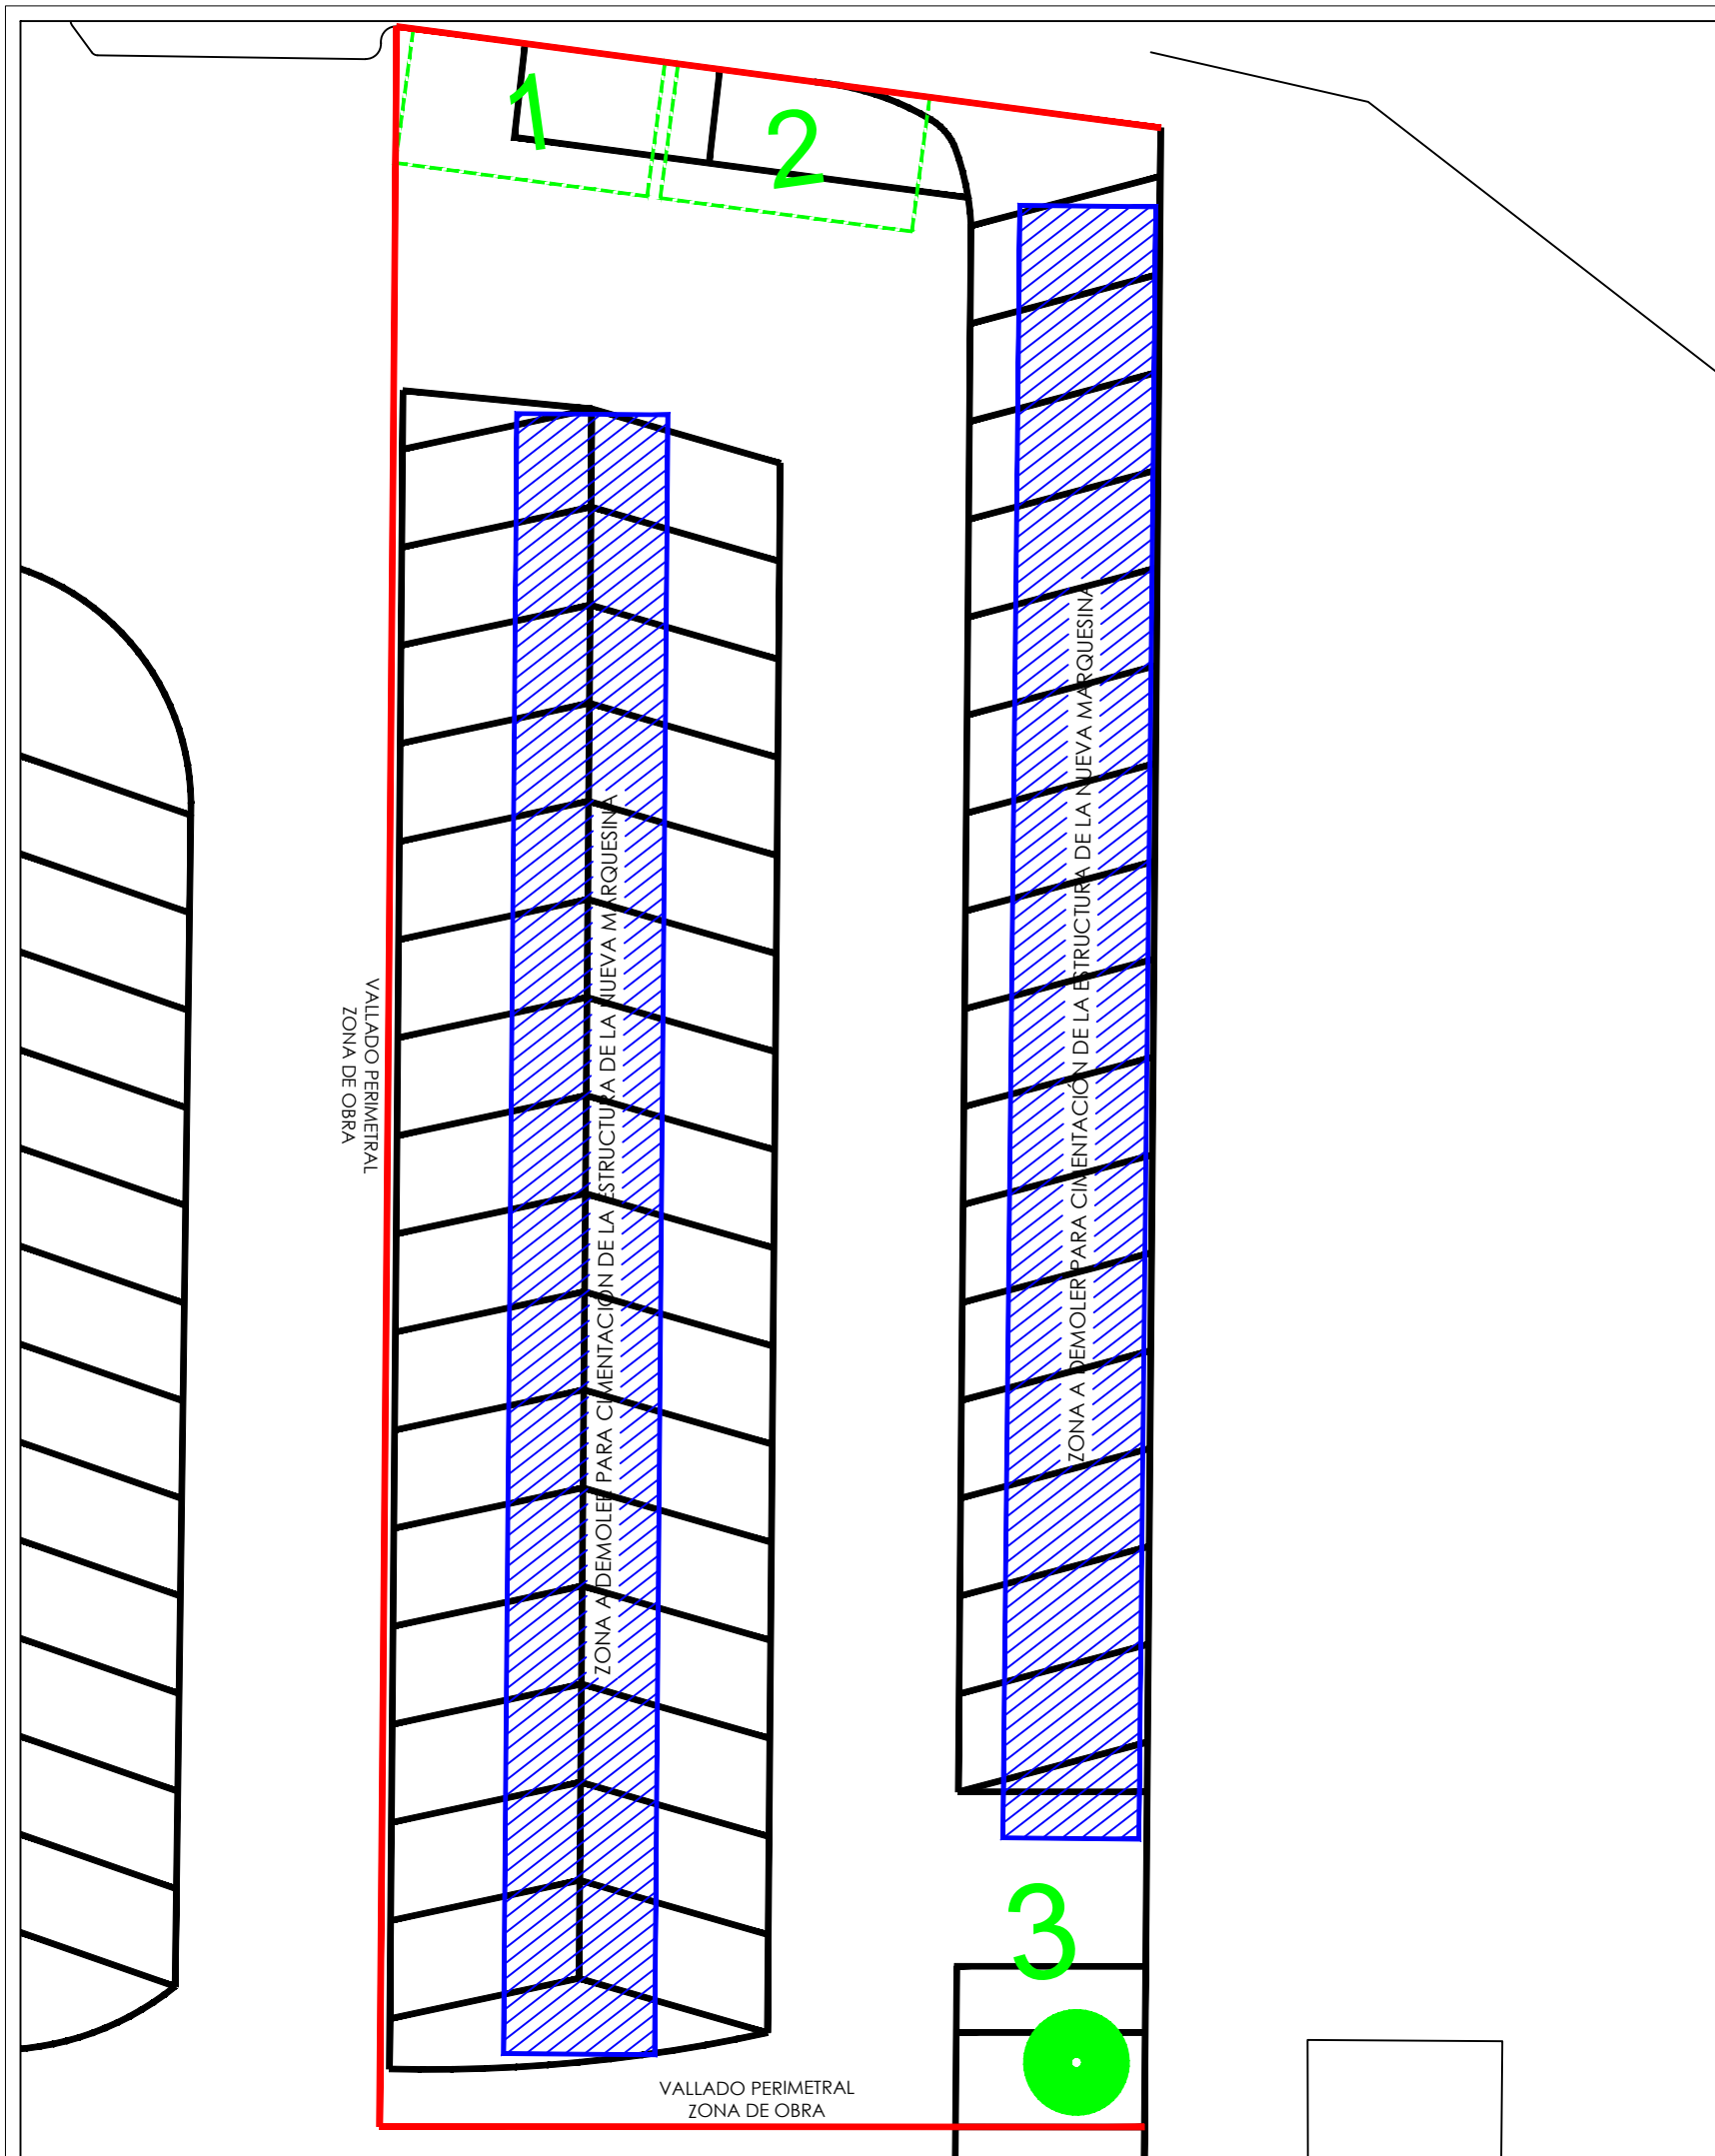 1
2
ZONA A DEMOLER PARA CIMENTACIÓN DE LA ESTRUCTURA DE LA NUEVA MARQUESINA
ZONA A DEMOLER PARA CIMENTACIÓN DE LA ESTRUCTURA DE LA NUEVA MARQUESINA
VALLADO PERIMETRAL
ZONA DE OBRA
3
VALLADO PERIMETRAL
ZONA DE OBRA